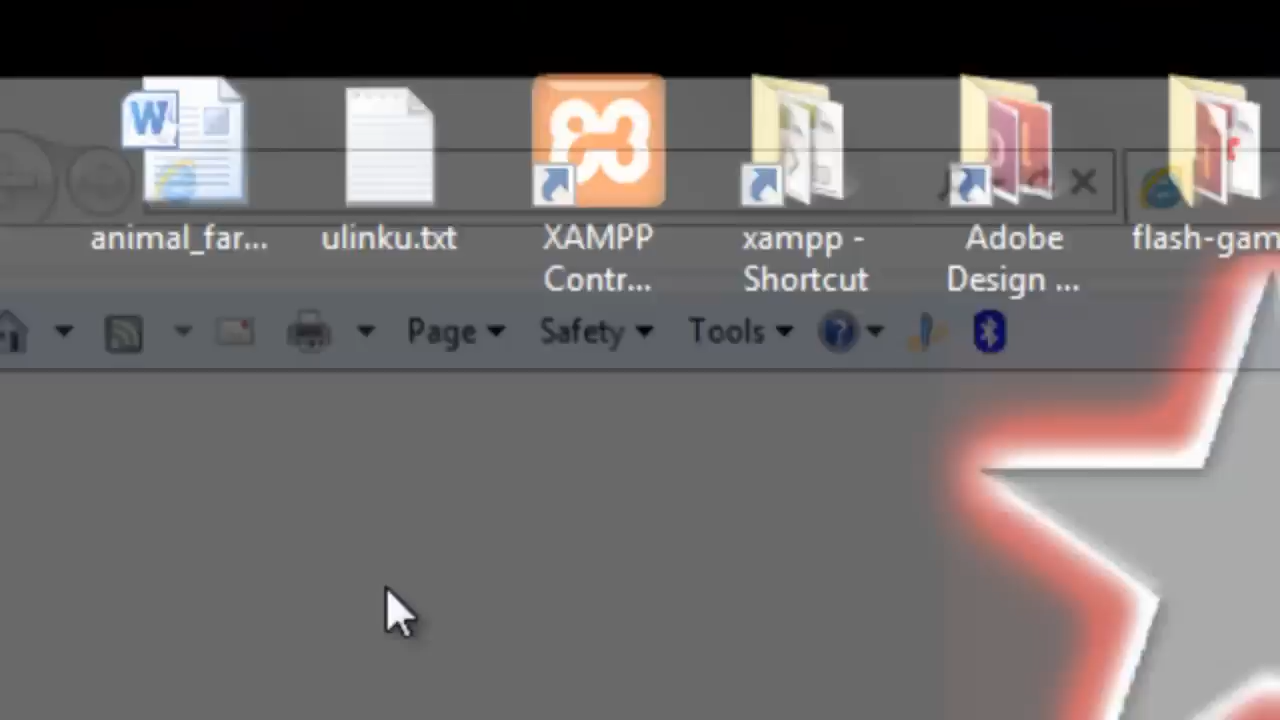 animal_far...
ulinku.txt
XAMPP
Contr...
xampp -
Shortcut
Adobe
Design ...
flash-gam
Page
Safety
Tools